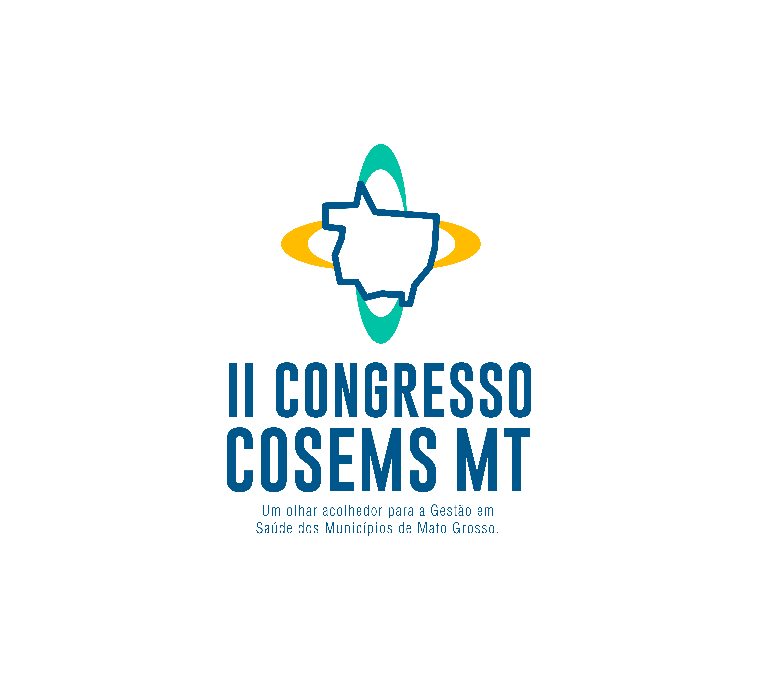 II CONGRESSO
COSEMS MT
Um olhar acolhedor para a Gestão em
Saúde dos Municípios de Mato Grosso.